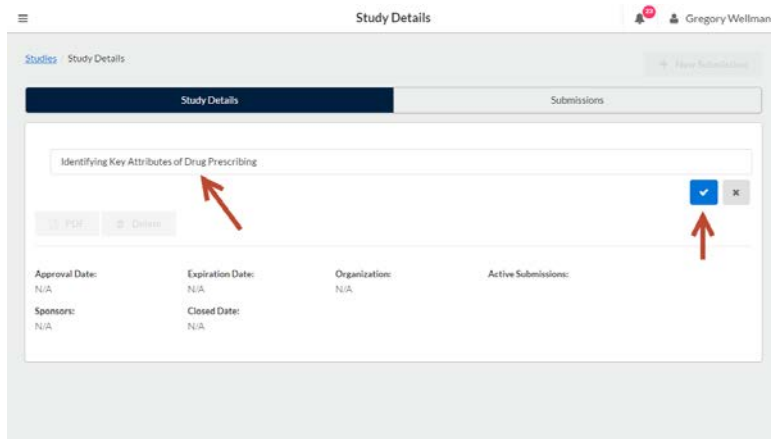 Study Details
23
Gregory Wellman
Studies / Study Details
+ New Submission
Study Details
Submissions
Identifying Key Attributes of Drug Prescribing
PDF
Delete
Approval Date:
N/A
Expiration Date:
N/A
Organization:
N/A
Active Submissions:
Sponsors:
N/A
Closed Date:
N/A